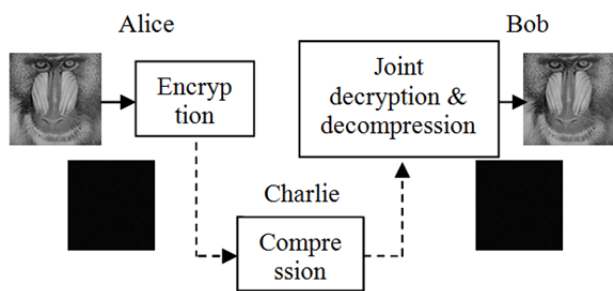 Alice
Bob
Encryp
tion
Joint
decryption &
decompression
Charlie
Compre
ssion